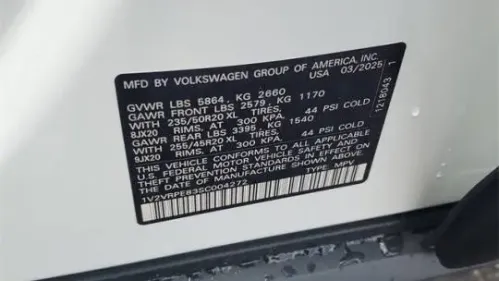 MFD BY VOLKSWAGEN GROUP OF AMERICA, INC.
USA 03/2025
GVWR LBS 5864, KG 2660
GAWR FRONT LBS 2579, KG 1170
WITH 235/50R20 XL TIRES, 44 PSI COLD
8JX20 RIMS, AT 300 KPA.
GAWR REAR LBS 3395, KG 1540
WITH 255/45R20 XL TIRES, 44 PSI COLD
9JX20 RIMS, AT 300 KPA.
THIS VEHICLE CONFORMS TO ALL APPLICABLE
U.S. FEDERAL MOTOR VEHICLE SAFETY AND
THEFT PREVENTION STANDARDS IN EFFECT ON
THE DATE OF MANUFACTURE SHOWN ABOVE.
1V2VRPE83SC004272 TYPE: MPV
1218043 1